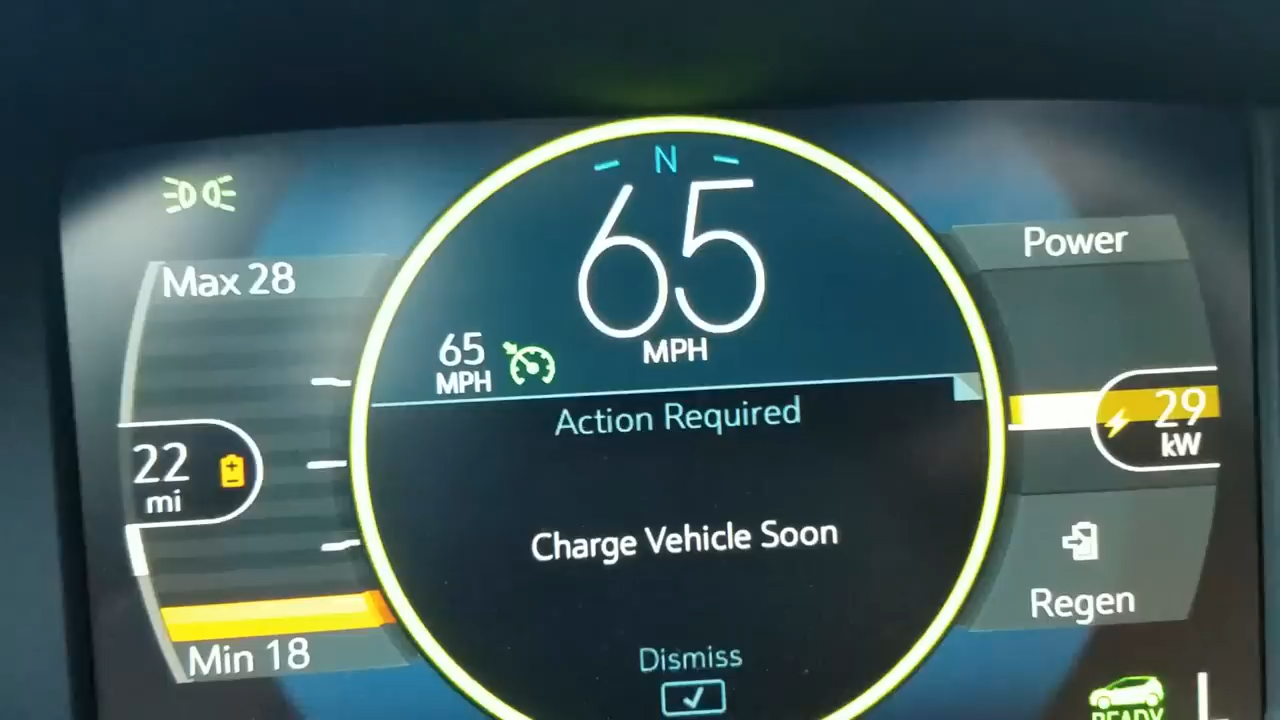 N
65
MPH
65
MPH
Max 28
22
mi
Min 18
Action Required
Charge Vehicle Soon
Dismiss
Power
29
kW
Regen
READY
L